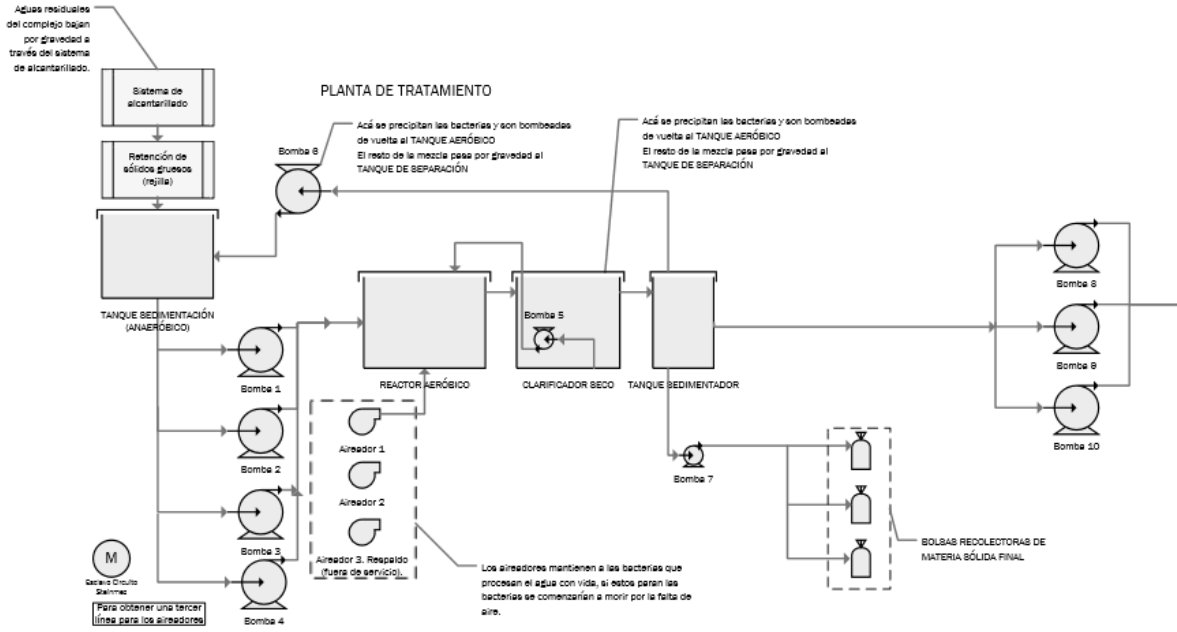 Aguas residuales
del complejo bajan
por gravedad a
través del sistema
de alcantarillado.
Sistema de
alcantarillado
Retención de
sólidos gruesos
(rejilla)
TANQUE SEDIMENTACIÓN
(ANAERÓBICO)
PLANTA DE TRATAMIENTO
Bomba 6
Acá se precipitan las bacterias y son bombeadas
de vuelta al TANQUE AERÓBICO
El resto de la mezcla pasa por gravedad al
TANQUE DE SEPARACIÓN
Acá se precipitan las bacterias y son bombeadas
de vuelta al TANQUE AERÓBICO
El resto de la mezcla pasa por gravedad al
TANQUE DE SEPARACIÓN
Bomba 5
REACTOR AERÓBICO
CLARIFICADOR SECO
TANQUE SEDIMENTADOR
Bomba 1
Bomba 2
Bomba 3
Bomba 4
Aireador 1
Aireador 2
Aireador 3. Respaldo
(fuera de servicio).
Bomba 7
Bomba 8
Bomba 9
Bomba 10
BOLSAS RECOLECTORAS DE
MATERIA SÓLIDA FINAL
Los aireadores mantienen a las bacterias que
procesan el agua con vida, si estos paran las
bacterias se comenzarían a morir por la falta de
aire.
M
Esclavo Circuito
Steinmez
Para obtener una tercer
línea para los aireadores